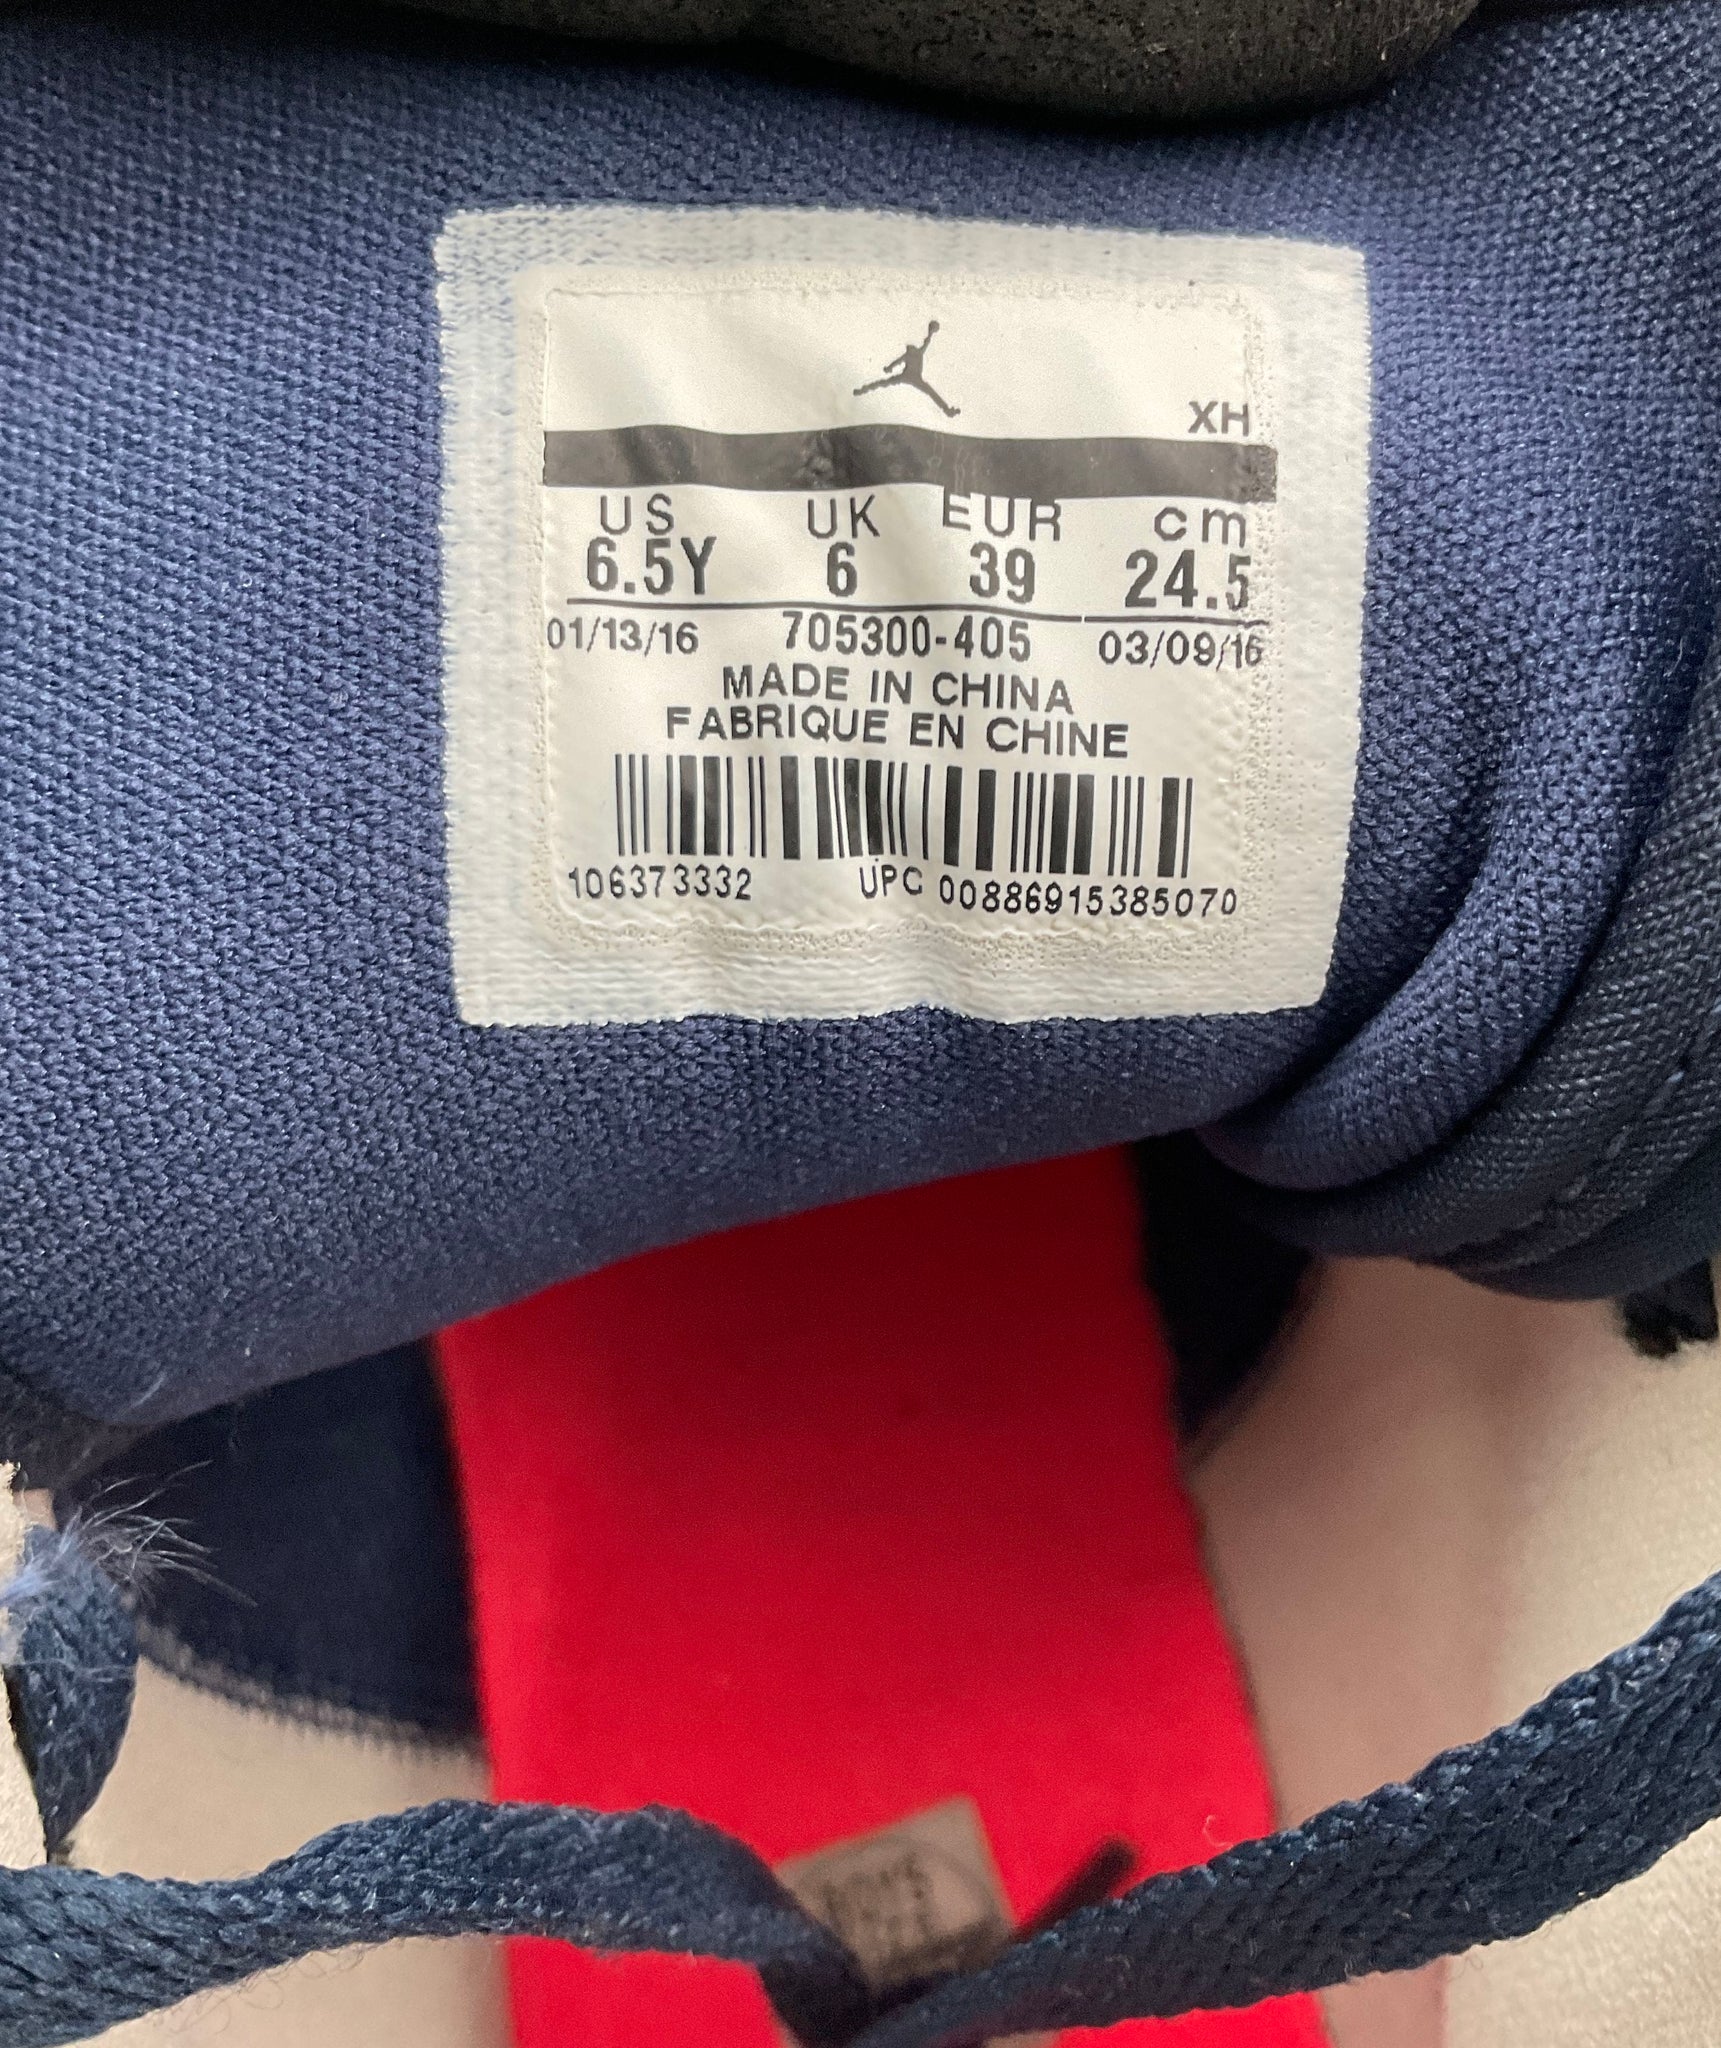 XH
US UK EUR cm
6.5Y 6 39 24.5
01/13/16 705300-405 03/09/16
MADE IN CHINA
FABRIQUE EN CHINE
106373332 UPC 00886915385070